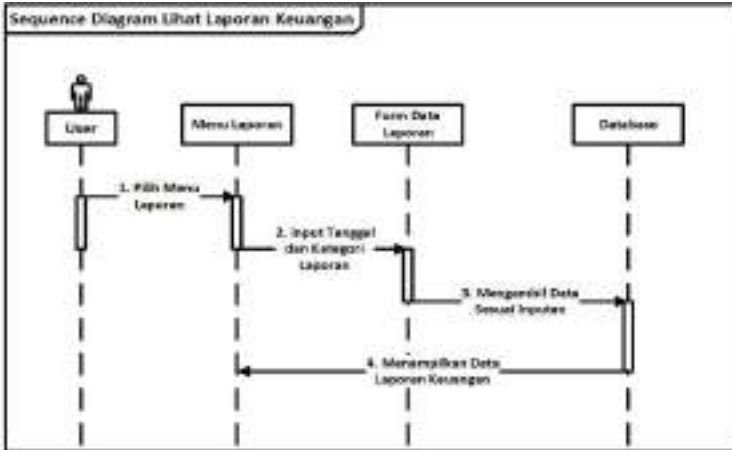 Sequence Diagram Lihat Laporan Keuangan
User
Menu Laporan
Form Data
Laporan
Database
1. Pilih Menu
Laporan
2. Input Tanggal
dan Kategori
Laporan
3. Mengambil Data
Sesuai Inputan
4. Menampilkan Data
Laporan Keuangan